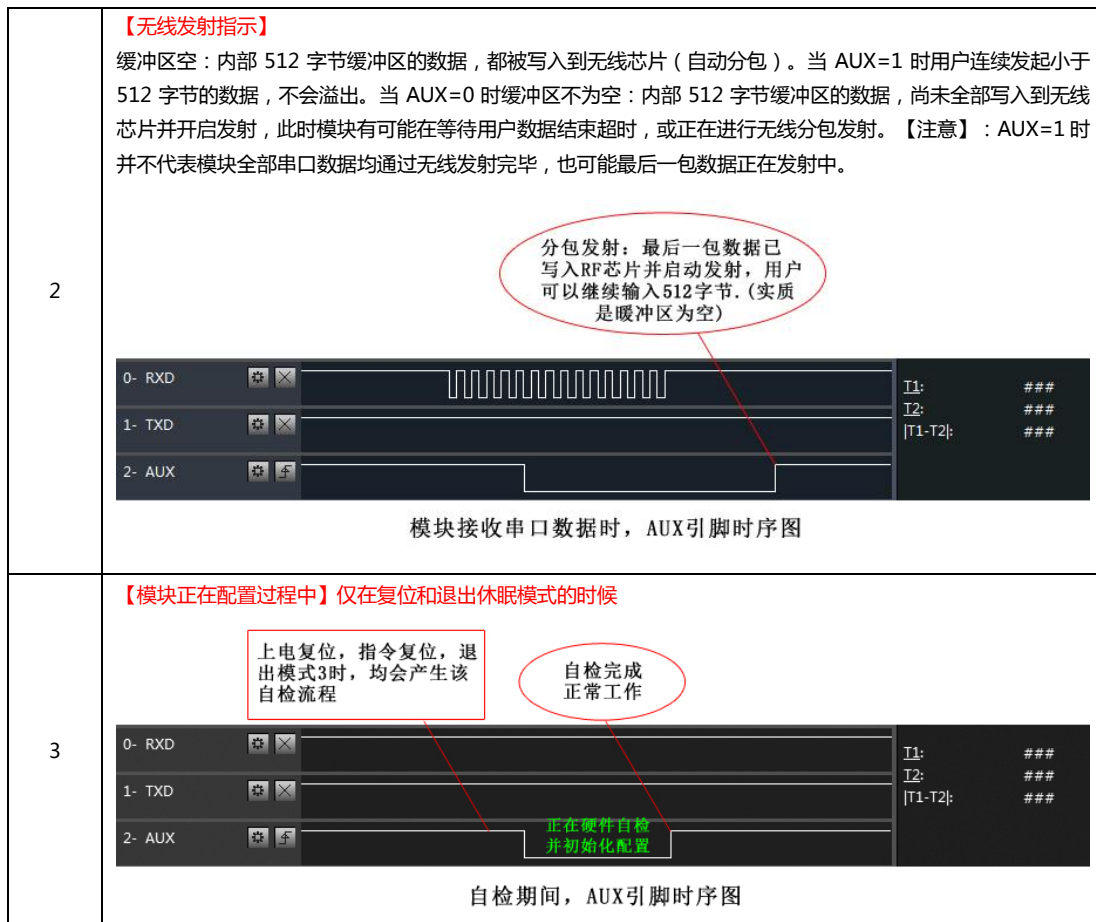 【无线发射指示】
缓冲区空：内部 512 字节缓冲区的数据，都被写入到无线芯片（自动分包）。当 AUX=1 时用户连续发起小于
512 字节的数据，不会溢出。当 AUX=0 时缓冲区不为空：内部 512 字节缓冲区的数据，尚未全部写入到无线
芯片并开启发射，此时模块有可能在等待用户数据结束超时，或正在进行无线分包发射。【注意】：AUX=1 时
并不代表模块全部串口数据均通过无线发射完毕，也可能最后一包数据正在发射中。
2
分包发射：最后一包数据已
写入RF芯片并启动发射，用户
可以继续输入512字节.(实质
是暖冲区为空)
0- RXD
1- TXD
2- AUX
T1: ###
T2: ###
|T1-T2|: ###
模块接收串口数据时，AUX引脚时序图
【模块正在配置过程中】仅在复位和退出休眠模式的时候
3
上电复位，指令复位，退
出模式3时，均会产生该
自检流程
自检完成
正常工作
0- RXD
1- TXD
2- AUX
正在硬件自检
并初始化配置
T1: ###
T2: ###
|T1-T2|: ###
自检期间，AUX引脚时序图